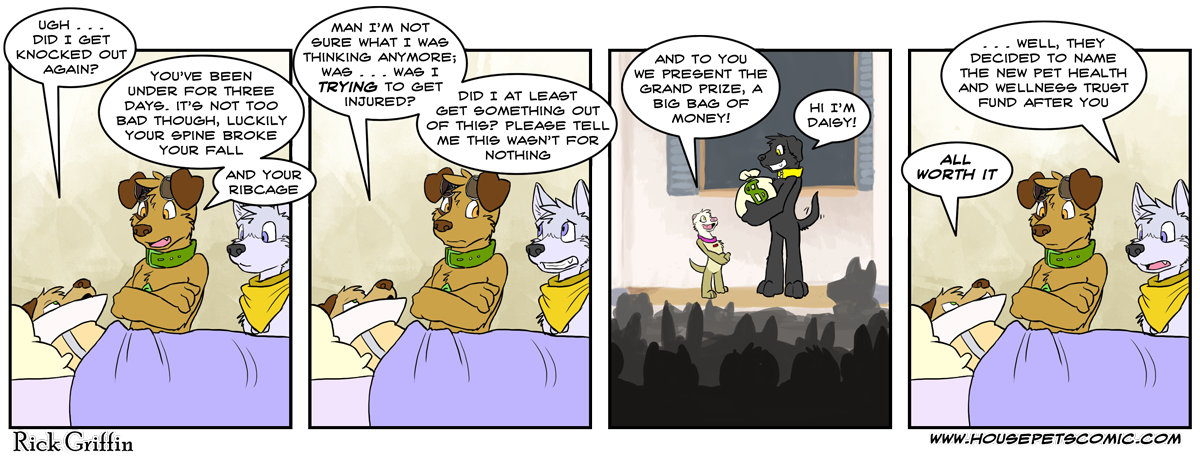 UGH . . .
DID I GET
KNOCKED OUT
AGAIN?
YOU'VE BEEN
UNDER FOR THREE
DAYS. IT'S NOT TOO
BAD THOUGH, LUCKILY
YOUR SPINE BROKE
YOUR FALL
AND YOUR
RIBCAGE
MAN I'M NOT
SURE WHAT I WAS
THINKING ANYMORE;
WAS . . . WAS I
TRYING TO GET
INJURED?
DID I AT LEAST
GET SOMETHING OUT
OF THIS? PLEASE TELL
ME THIS WASN'T FOR
NOTHING
AND TO YOU
WE PRESENT THE
GRAND PRIZE, A
BIG BAG OF
MONEY!
HI I'M
DAISY!
$
. . . WELL, THEY
DECIDED TO NAME
THE NEW PET HEALTH
AND WELLNESS TRUST
FUND AFTER YOU
ALL
WORTH IT
Rick Griffin
WWW.HOUSEPETSCOMIC.COM